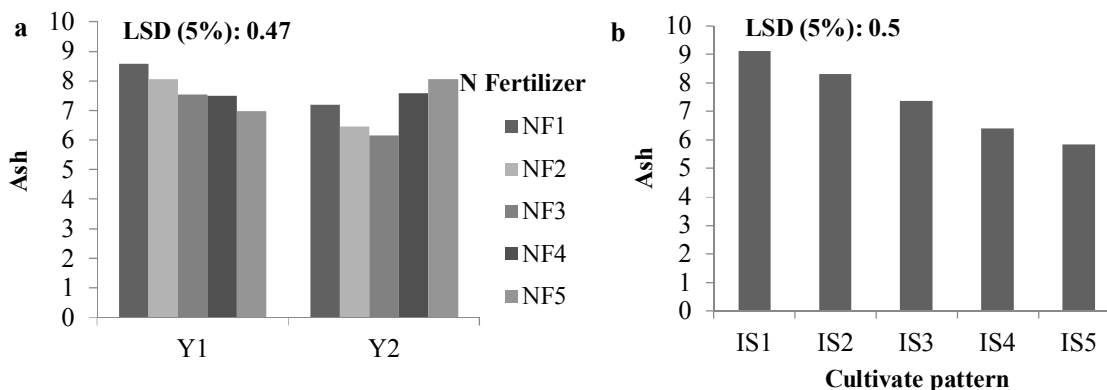 a
LSD (5%): 0.47
10
9
8
7
6
5
4
3
2
1
0
Ash
Y1
Y2
N Fertilizer
NF1
NF2
NF3
NF4
NF5
b
LSD (5%): 0.5
10
9
8
7
6
5
4
3
2
1
0
Ash
IS1
IS2
IS3
IS4
IS5
Cultivate pattern